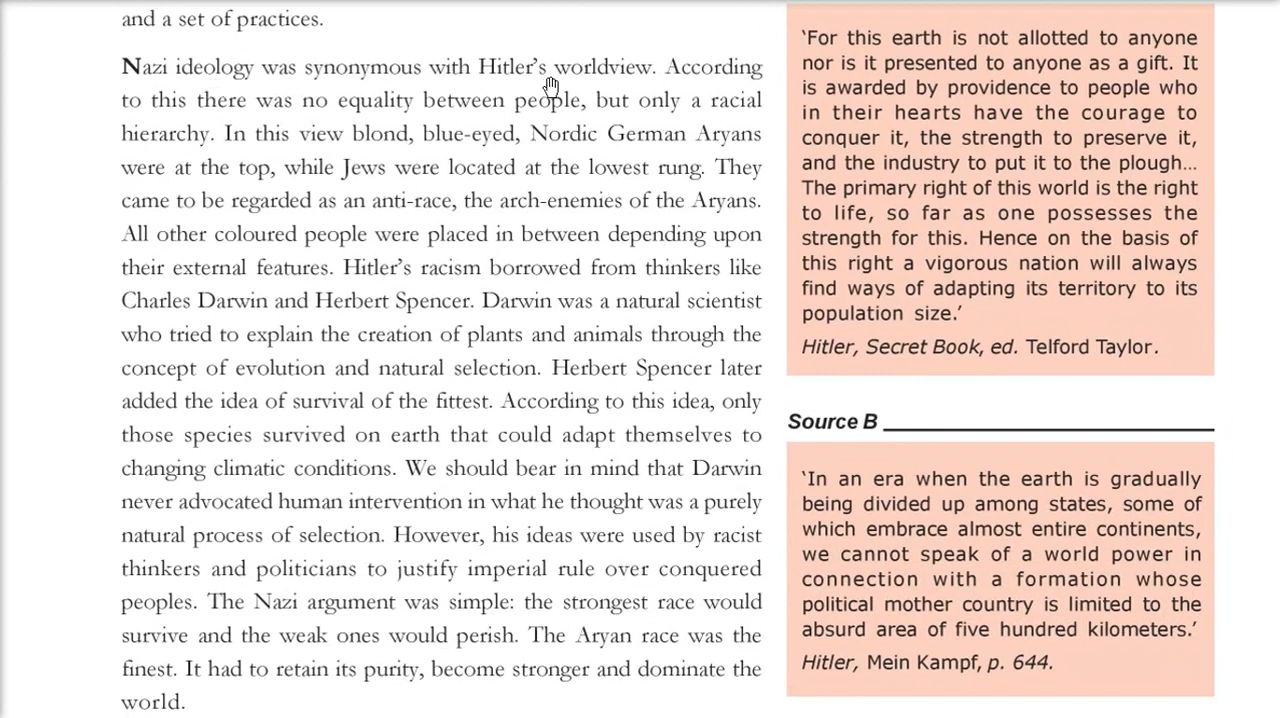 and a set of practices.
Nazi ideology was synonymous with Hitler’s worldview. According
to this there was no equality between people, but only a racial
hierarchy. In this view blond, blue-eyed, Nordic German Aryans
were at the top, while Jews were located at the lowest rung. They
came to be regarded as an anti-race, the arch-enemies of the Aryans.
All other coloured people were placed in between depending upon
their external features. Hitler’s racism borrowed from thinkers like
Charles Darwin and Herbert Spencer. Darwin was a natural scientist
who tried to explain the creation of plants and animals through the
concept of evolution and natural selection. Herbert Spencer later
added the idea of survival of the fittest. According to this idea, only
those species survived on earth that could adapt themselves to
changing climatic conditions. We should bear in mind that Darwin
never advocated human intervention in what he thought was a purely
natural process of selection. However, his ideas were used by racist
thinkers and politicians to justify imperial rule over conquered
peoples. The Nazi argument was simple: the strongest race would
survive and the weak ones would perish. The Aryan race was the
finest. It had to retain its purity, become stronger and dominate the
world.
‘For this earth is not allotted to anyone
nor is it presented to anyone as a gift. It
is awarded by providence to people who
in their hearts have the courage to
conquer it, the strength to preserve it,
and the industry to put it to the plough…
The primary right of this world is the right
to life, so far as one possesses the
strength for this. Hence on the basis of
this right a vigorous nation will always
find ways of adapting its territory to its
population size.’
Hitler, Secret Book, ed. Telford Taylor.
Source B
‘In an era when the earth is gradually
being divided up among states, some of
which embrace almost entire continents,
we cannot speak of a world power in
connection with a formation whose
political mother country is limited to the
absurd area of five hundred kilometers.’
Hitler, Mein Kampf, p. 644.